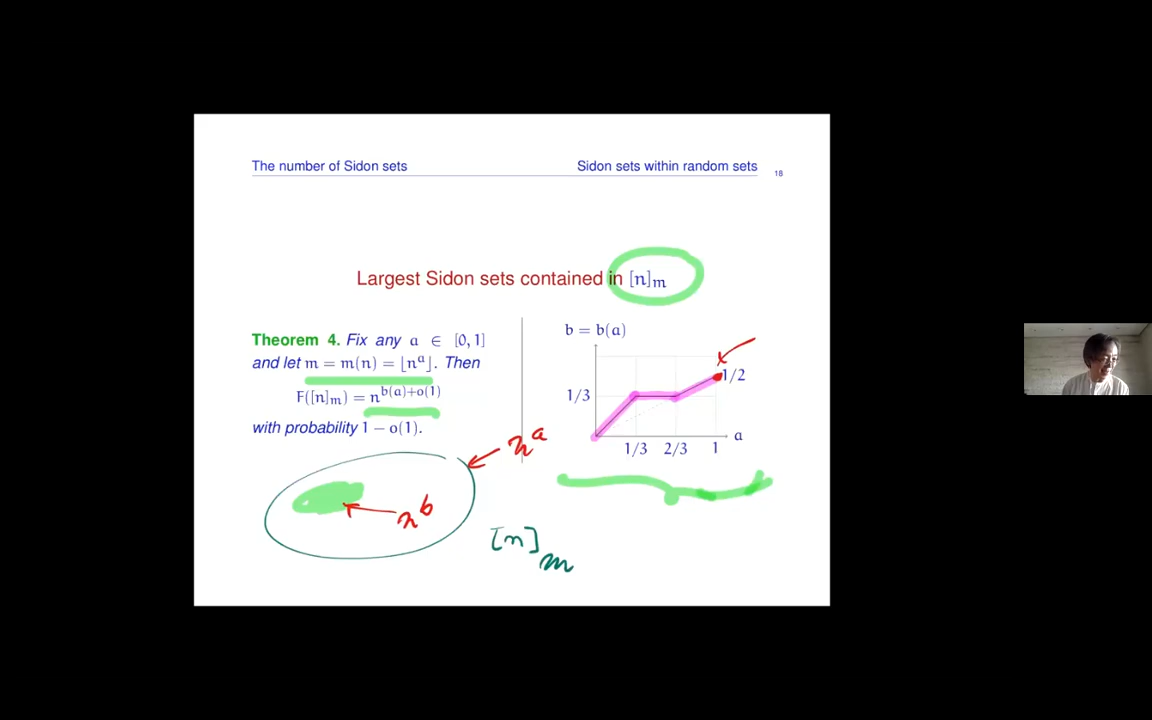 The number of Sidon sets
Sidon sets within random sets
18
Largest Sidon sets contained in [n]ₘ
Theorem 4. Fix any a ∈ [0, 1]
and let m = m(n) = ⌊nᵃ⌋. Then
F([n]ₘ) = n^{b(a)+o(1)}
with probability 1 − o(1).
b = b(a)
1/2
1/3
a
1/3 2/3 1
nᵃ
nᵇ
[n]ₘ